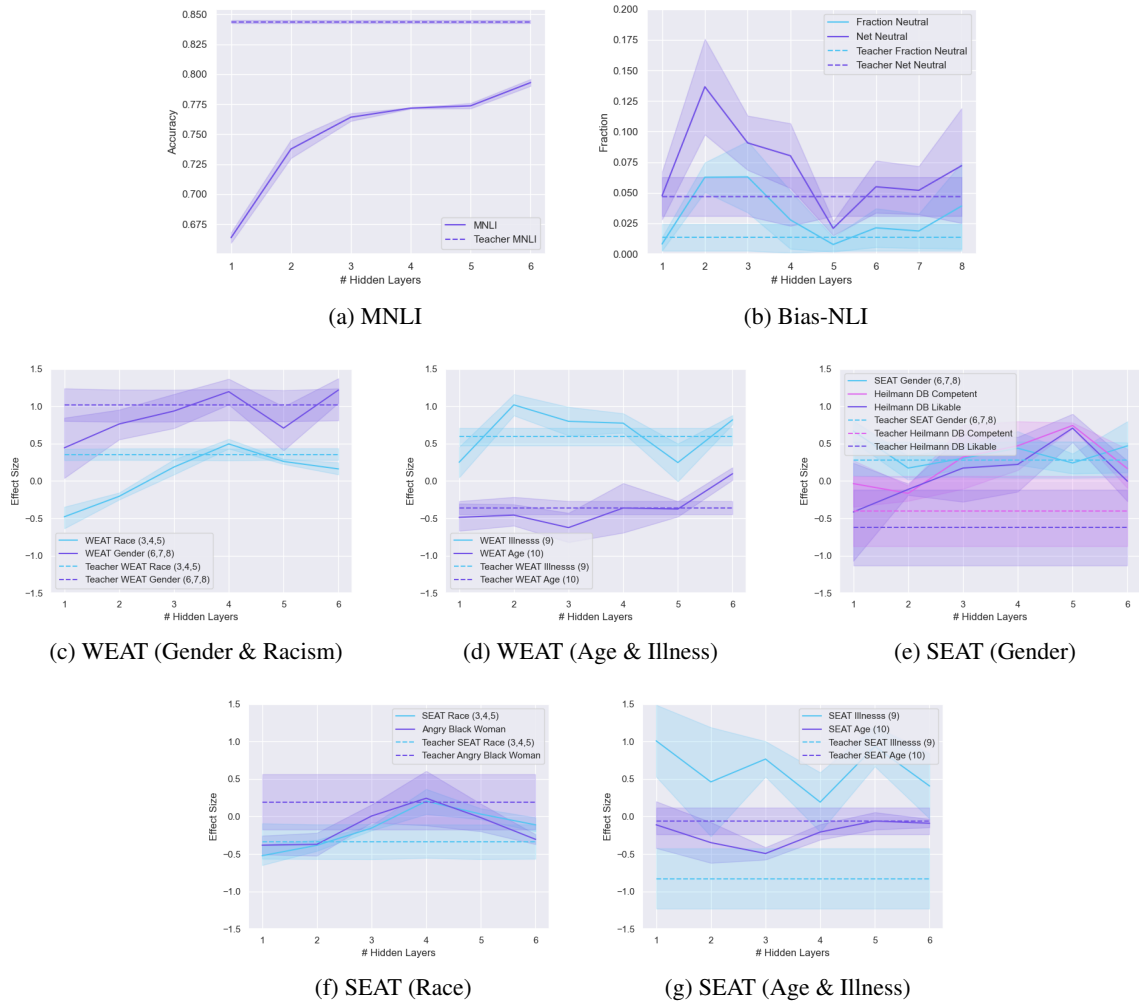 0.850
0.825
0.800
0.775
0.750
0.725
0.700
0.675
Accuracy
1 2 3 4 5 6
# Hidden Layers
MNLI
Teacher MNLI
(a) MNLI
0.200
0.175
0.150
0.125
0.100
0.075
0.050
0.025
0.000
Fraction
1 2 3 4 5 6 7 8
# Hidden Layers
Fraction Neutral
Net Neutral
Teacher Fraction Neutral
Teacher Net Neutral
(b) Bias-NLI
1.5
1.0
0.5
0.0
−0.5
−1.0
−1.5
Effect Size
1 2 3 4 5 6
# Hidden Layers
WEAT Race (3,4,5)
WEAT Gender (6,7,8)
Teacher WEAT Race (3,4,5)
Teacher WEAT Gender (6,7,8)
(c) WEAT (Gender & Racism)
1.5
1.0
0.5
0.0
−0.5
−1.0
−1.5
Effect Size
1 2 3 4 5 6
# Hidden Layers
WEAT Illnesss (9)
WEAT Age (10)
Teacher WEAT Illnesss (9)
Teacher WEAT Age (10)
(d) WEAT (Age & Illness)
1.5
1.0
0.5
0.0
−0.5
−1.0
−1.5
Effect Size
1 2 3 4 5 6
# Hidden Layers
SEAT Gender (6,7,8)
Heilmann DB Competent
Heilmann DB Likable
Teacher SEAT Gender (6,7,8)
Teacher Heilmann DB Competent
Teacher Heilmann DB Likable
(e) SEAT (Gender)
1.5
1.0
0.5
0.0
−0.5
−1.0
−1.5
Effect Size
1 2 3 4 5 6
# Hidden Layers
SEAT Race (3,4,5)
Angry Black Woman
Teacher SEAT Race (3,4,5)
Teacher Angry Black Woman
(f) SEAT (Race)
1.5
1.0
0.5
0.0
−0.5
−1.0
−1.5
Effect Size
1 2 3 4 5 6
# Hidden Layers
SEAT Illnesss (9)
SEAT Age (10)
Teacher SEAT Illnesss (9)
Teacher SEAT Age (10)
(g) SEAT (Age & Illness)